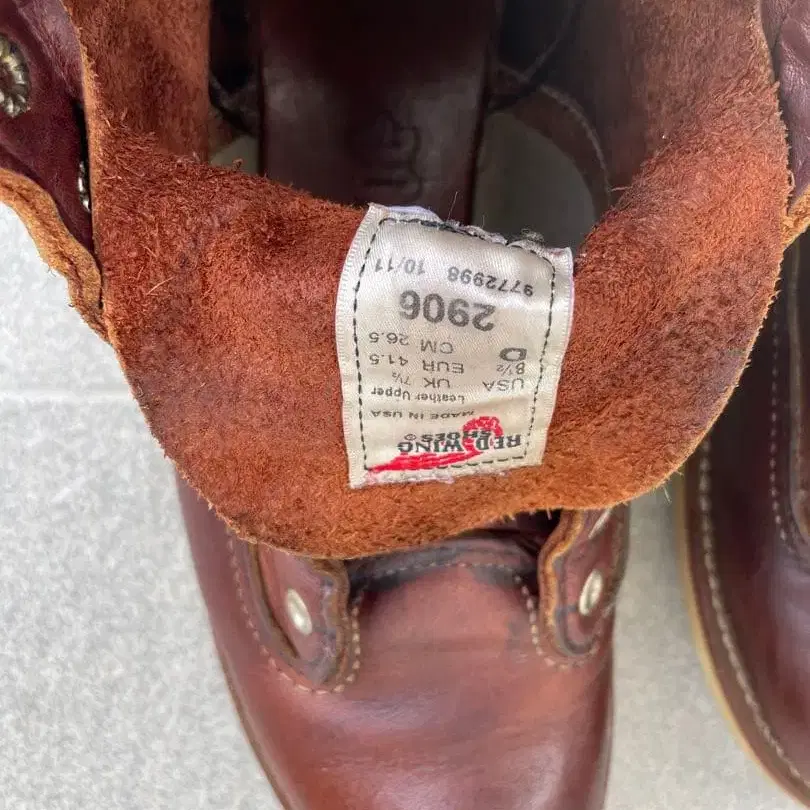 RED WING
SHOES®
MADE IN USA
Leather Upper
USA UK 7½
8½ EUR 41.5
D CM 26.5
2906
9772998 10/11